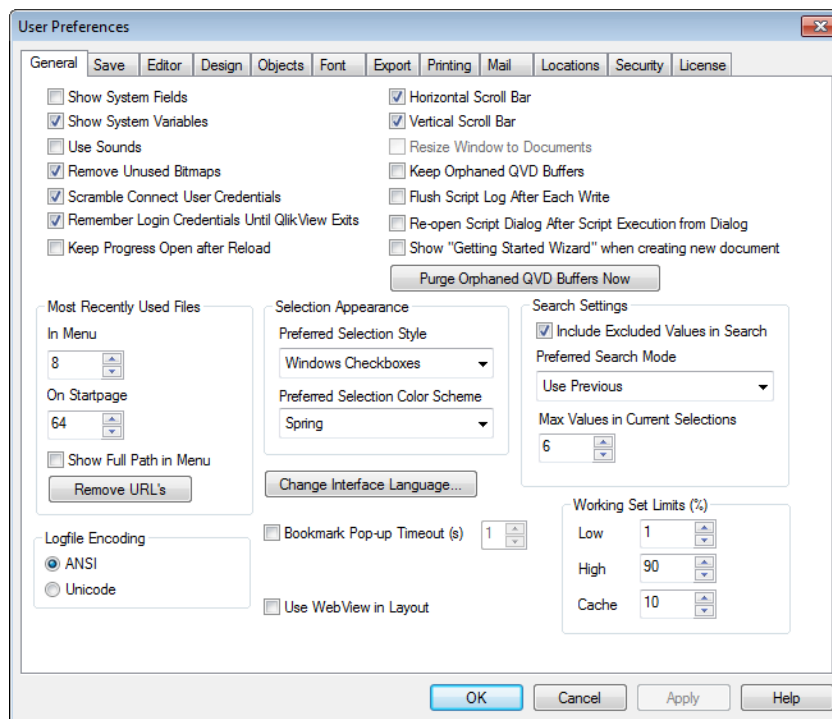 User Preferences
General Save Editor Design Objects Font Export Printing Mail Locations Security License
Show System Fields
Show System Variables
Use Sounds
Remove Unused Bitmaps
Scramble Connect User Credentials
Remember Login Credentials Until QlikView Exits
Keep Progress Open after Reload
Horizontal Scroll Bar
Vertical Scroll Bar
Resize Window to Documents
Keep Orphaned QVD Buffers
Flush Script Log After Each Write
Re-open Script Dialog After Script Execution from Dialog
Show "Getting Started Wizard" when creating new document
Purge Orphaned QVD Buffers Now
Most Recently Used Files
In Menu
8
On Startpage
64
Show Full Path in Menu
Remove URL's
Selection Appearance
Preferred Selection Style
Windows Checkboxes
Preferred Selection Color Scheme
Spring
Search Settings
Include Excluded Values in Search
Preferred Search Mode
Use Previous
Max Values in Current Selections
6
Change Interface Language...
Logfile Encoding
ANSI
Unicode
Bookmark Pop-up Timeout (s) 1
Use WebView in Layout
Working Set Limits (%)
Low 1
High 90
Cache 10
OK Cancel Apply Help